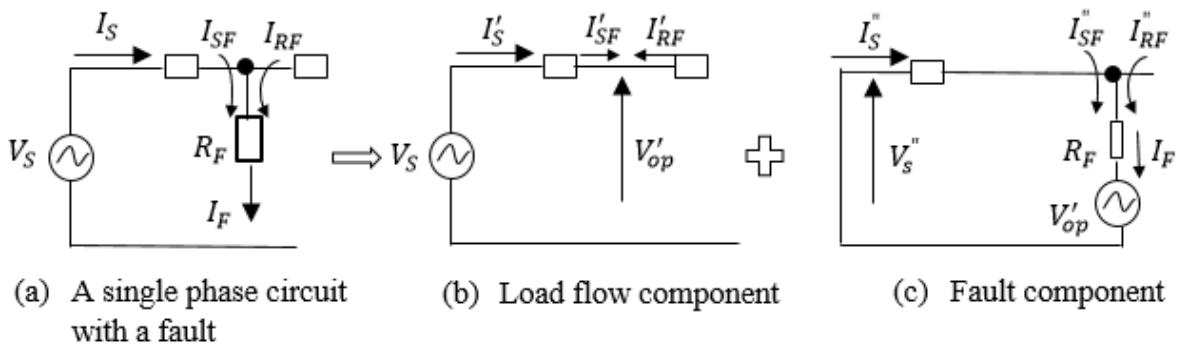 I_S I_SF I_RF
V_S R_F
I_F
I'_S I'_SF I'_RF
V_S V'_op
I"_S I"_SF I"_RF
V"_s R_F I_F
V'_op
(a) A single phase circuit
with a fault
(b) Load flow component
(c) Fault component